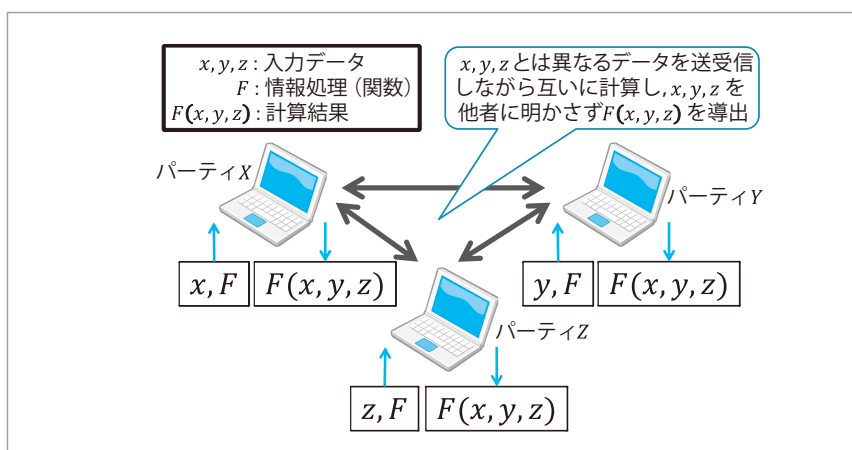 x, y, z : 入力データ
F : 情報処理（関数）
F(x, y, z) : 計算結果
x, y, z とは異なるデータを送受信
しながら互いに計算し, x, y, z を
他者に明かさずF(x, y, z) を導出
パーティX
パーティY
x, F
F(x, y, z)
y, F
F(x, y, z)
パーティZ
z, F
F(x, y, z)